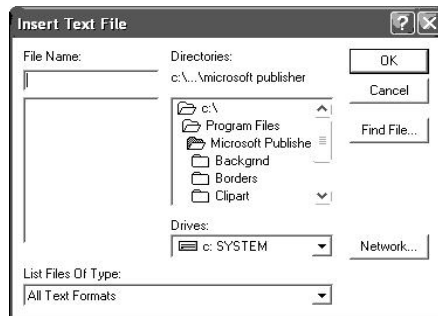 Insert Text File
File Name:
Directories:
c:\...\microsoft publisher
OK
Cancel
Find File...
Network...
c:\
Program Files
Microsoft Publishe
Backgrnd
Borders
Clipart
Drives:
c: SYSTEM
List Files Of Type:
All Text Formats